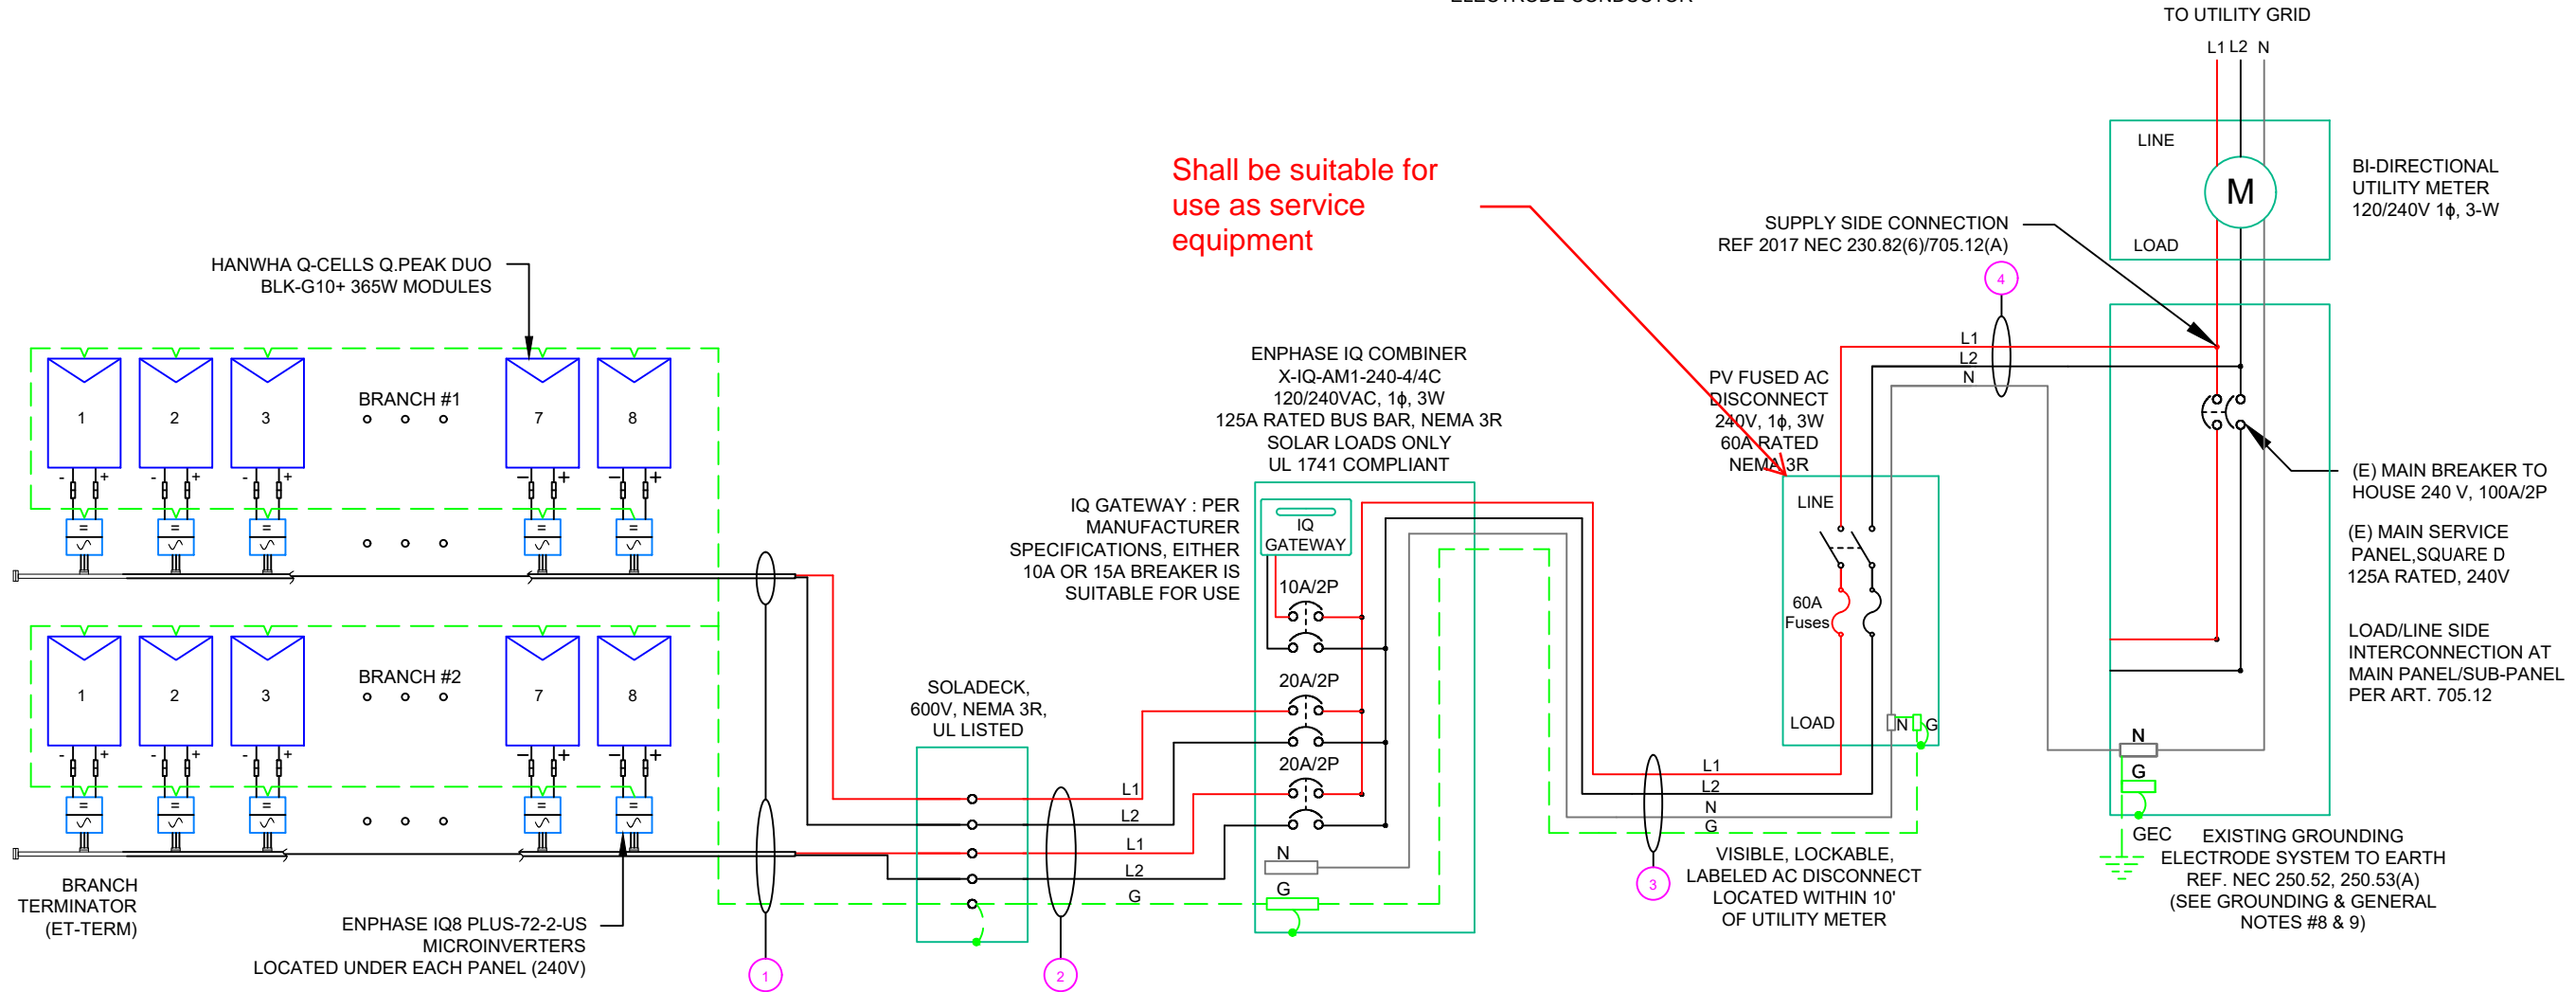 ELECTRODE CONDUCTOR
TO UTILITY GRID
L1 L2 N
LINE
M
LOAD
BI-DIRECTIONAL
UTILITY METER
120/240V 1ϕ, 3-W
Shall be suitable for
use as service
equipment
SUPPLY SIDE CONNECTION
REF 2017 NEC 230.82(6)/705.12(A)
4
HANWHA Q-CELLS Q.PEAK DUO
BLK-G10+ 365W MODULES
1
2
3
BRANCH #1
7
8
- +
- +
- +
- +
- +
ENPHASE IQ COMBINER
X-IQ-AM1-240-4/4C
120/240VAC, 1ϕ, 3W
125A RATED BUS BAR, NEMA 3R
SOLAR LOADS ONLY
UL 1741 COMPLIANT
PV FUSED AC
DISCONNECT
240V, 1ϕ, 3W
60A RATED
NEMA 3R
L1
L2
N
(E) MAIN BREAKER TO
HOUSE 240 V, 100A/2P
(E) MAIN SERVICE
PANEL,SQUARE D
125A RATED, 240V
LOAD/LINE SIDE
INTERCONNECTION AT
MAIN PANEL/SUB-PANEL
PER ART. 705.12
IQ GATEWAY : PER
MANUFACTURER
SPECIFICATIONS, EITHER
10A OR 15A BREAKER IS
SUITABLE FOR USE
IQ
GATEWAY
10A/2P
20A/2P
20A/2P
N
G
LINE
60A
Fuses
LOAD
N G
1
2
3
BRANCH #2
7
8
- +
- +
- +
- +
- +
SOLADECK,
600V, NEMA 3R,
UL LISTED
L1
L2
L1
L2
G
L1
L2
N
G
N
G
GEC
BRANCH
TERMINATOR
(ET-TERM)
ENPHASE IQ8 PLUS-72-2-US
MICROINVERTERS
LOCATED UNDER EACH PANEL (240V)
1
2
3
VISIBLE, LOCKABLE,
LABELED AC DISCONNECT
LOCATED WITHIN 10'
OF UTILITY METER
EXISTING GROUNDING
ELECTRODE SYSTEM TO EARTH
REF. NEC 250.52, 250.53(A)
(SEE GROUNDING & GENERAL
NOTES #8 & 9)